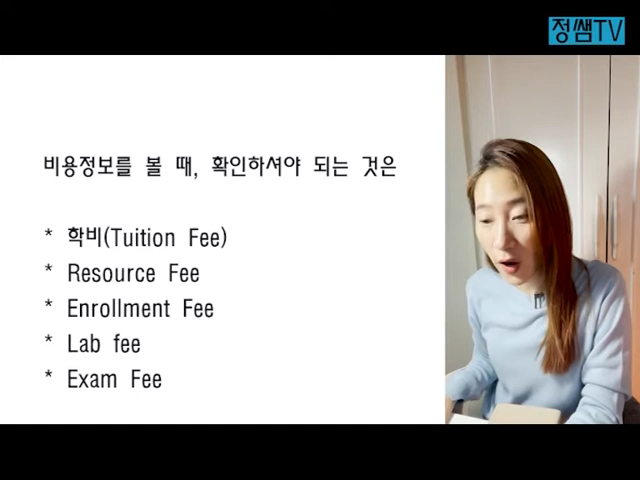 정쌤TV
비용정보를 볼 때, 확인하셔야 되는 것은
* 학비(Tuition Fee)
* Resource Fee
* Enrollment Fee
* Lab fee
* Exam Fee